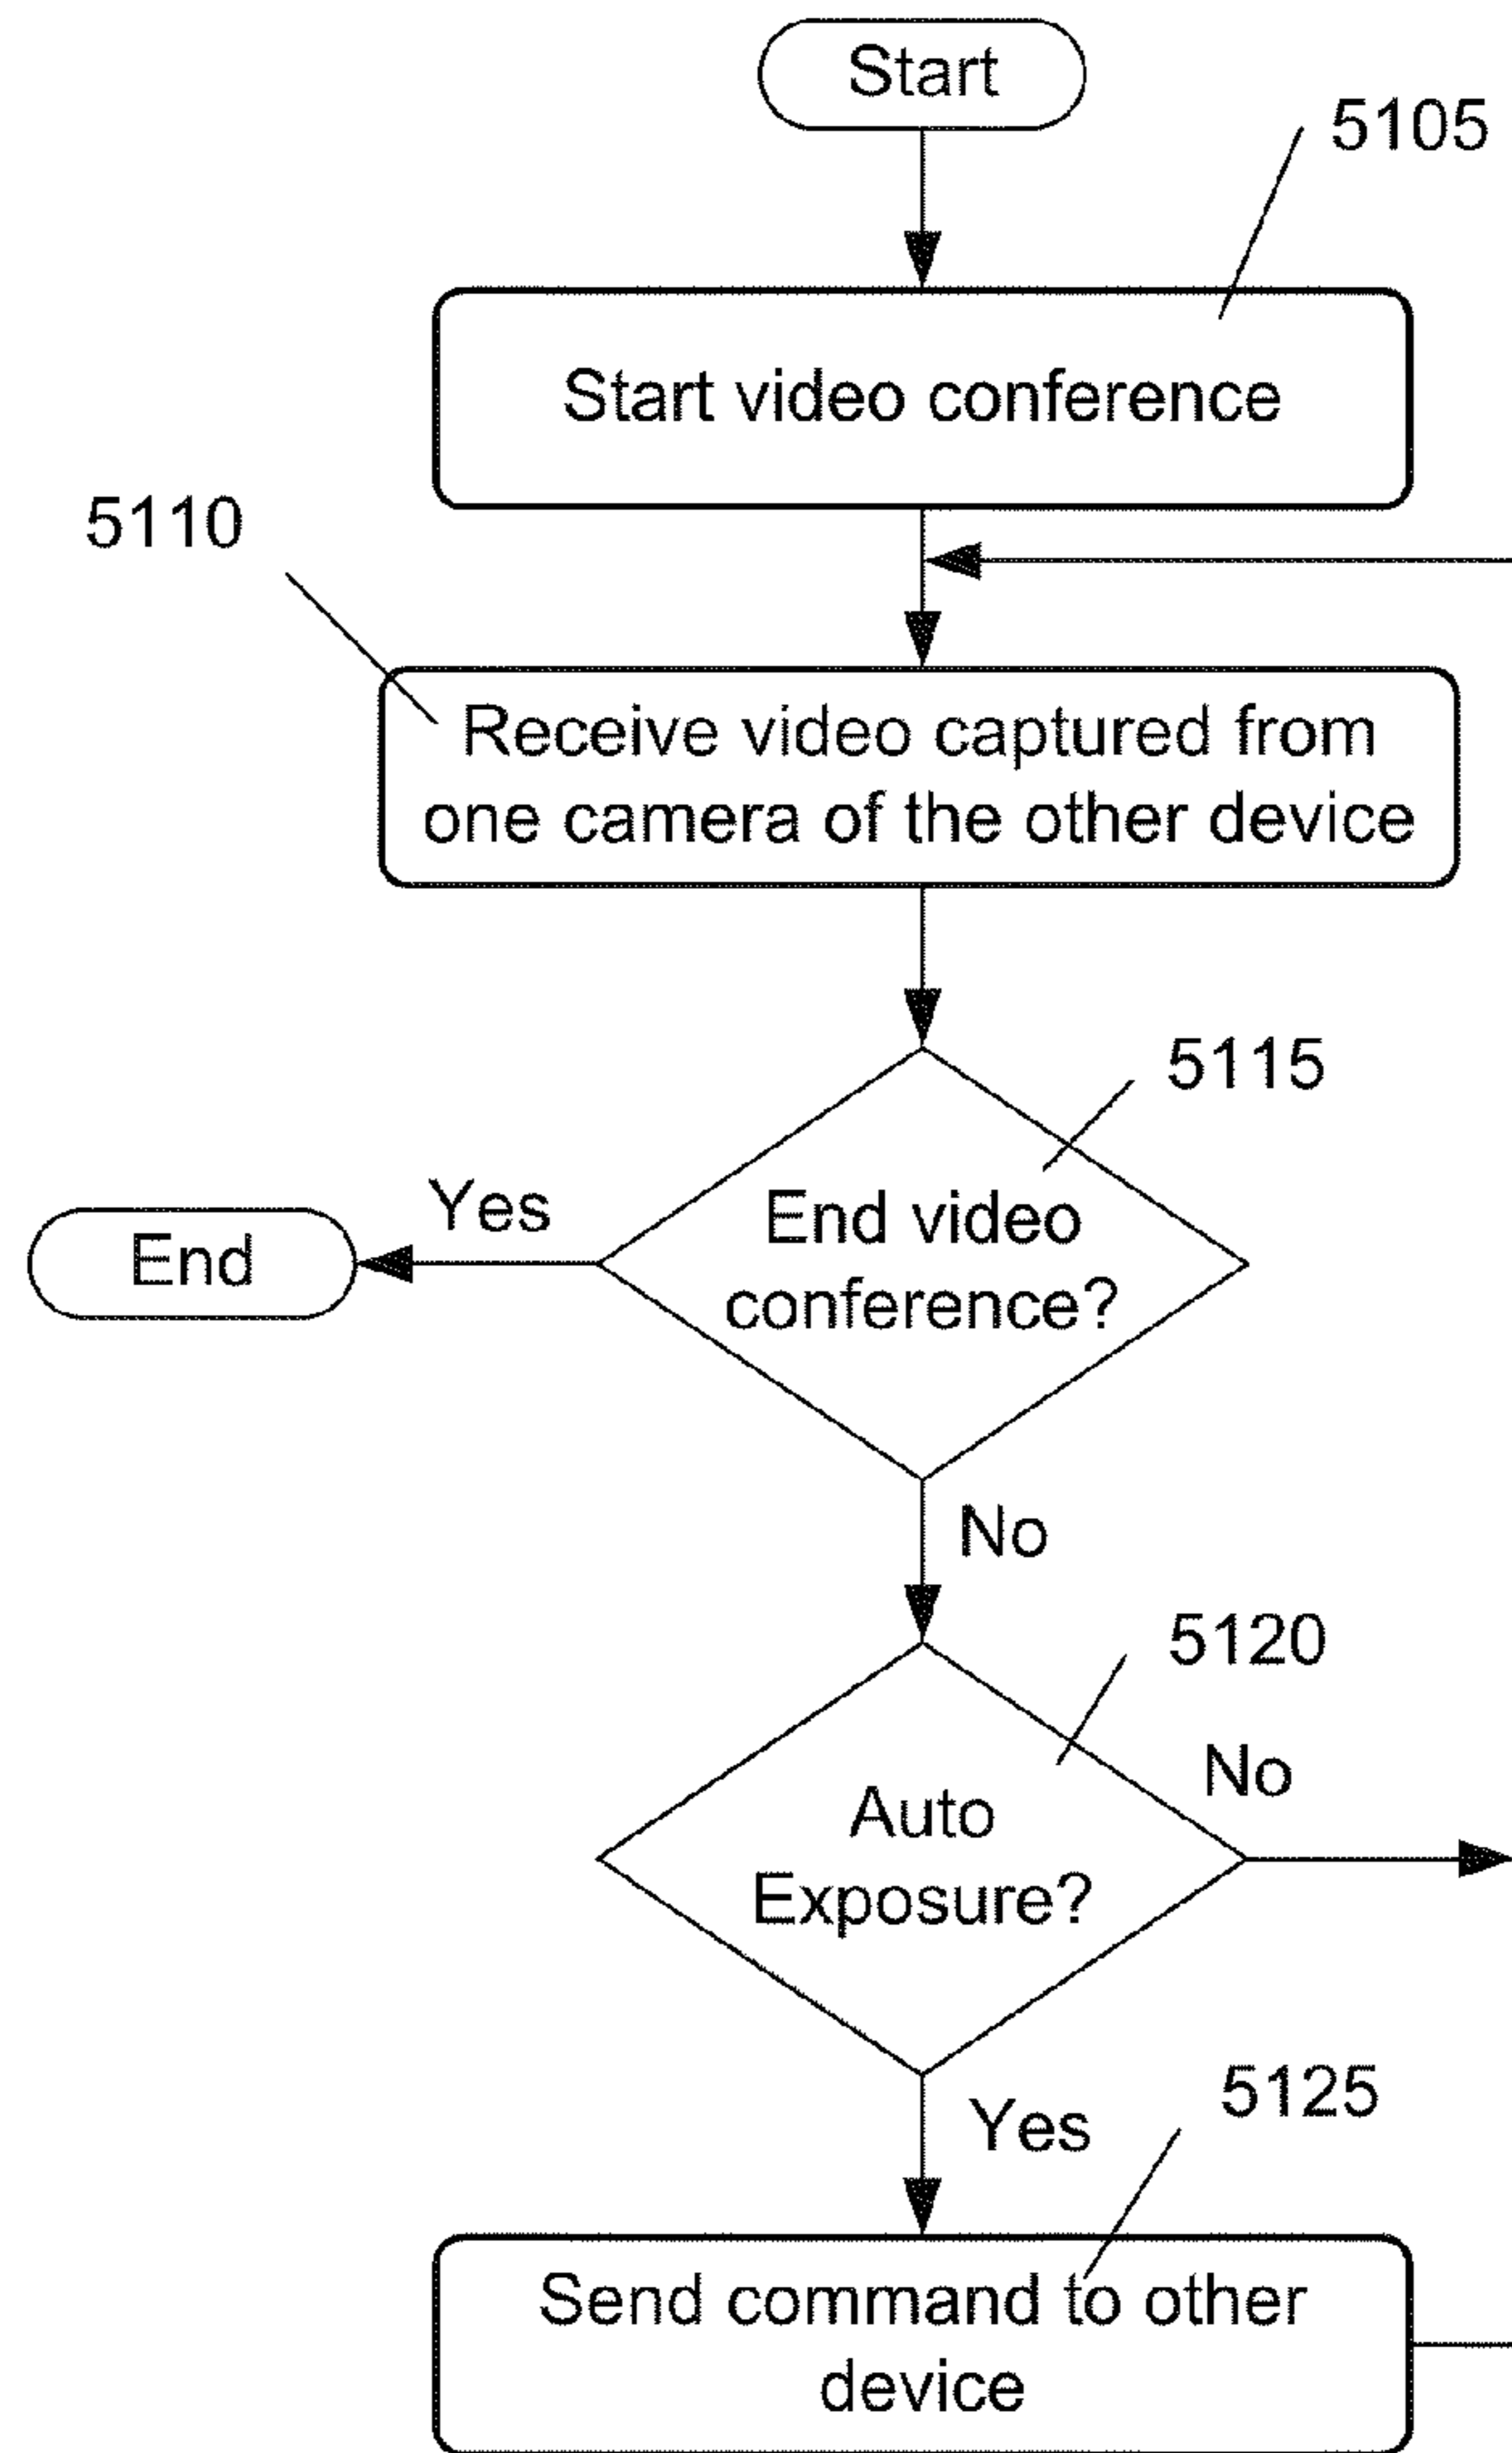 Start
5105
Start video conference
5110
Receive video captured from
one camera of the other device
5115
End video
conference?
Yes
End
No
5120
Auto
Exposure?
No
Yes
5125
Send command to other
device